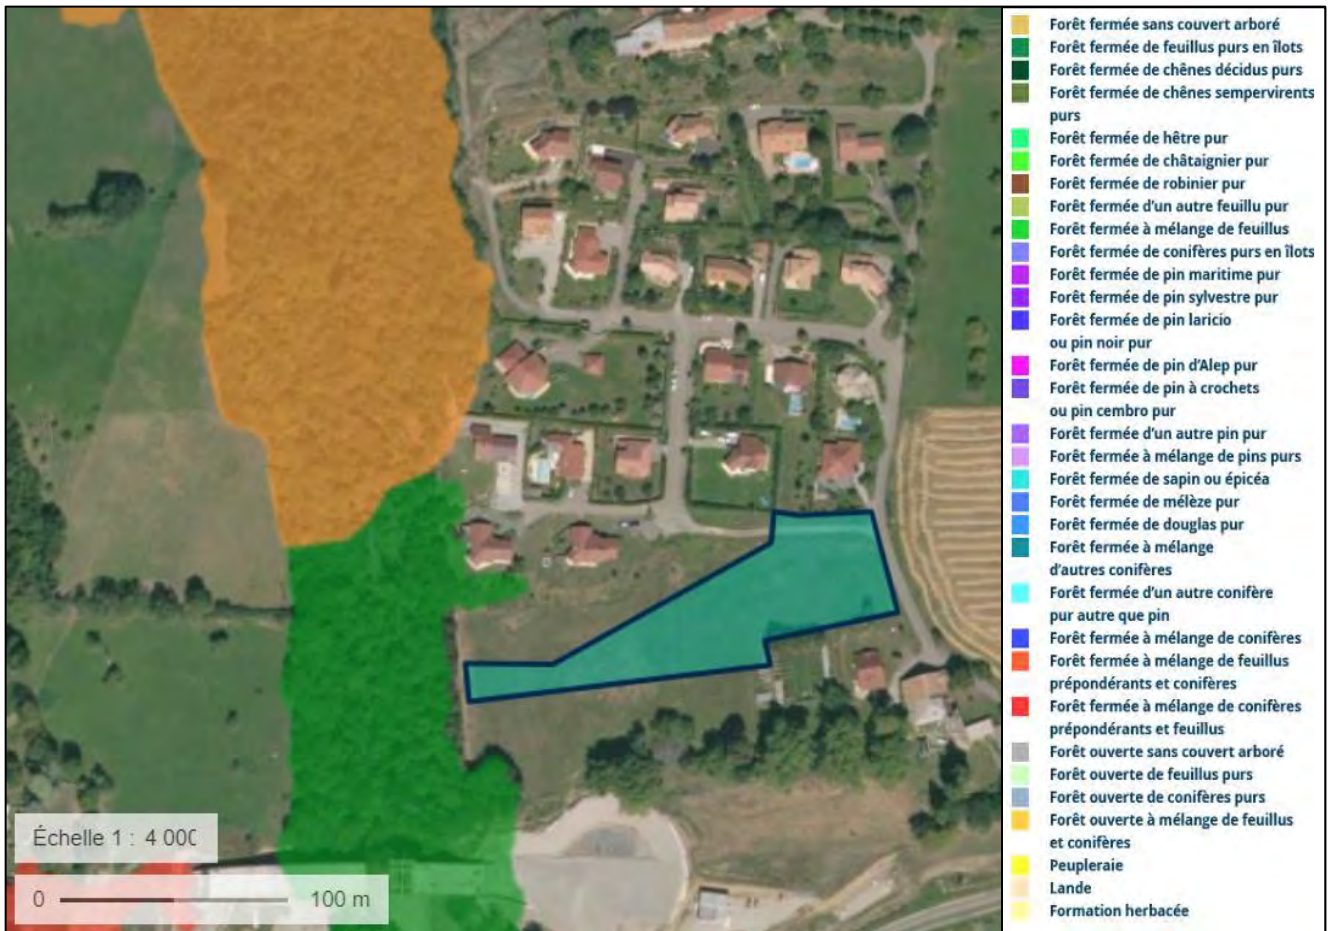 Forêt fermée sans couvert arboré
Forêt fermée de feuillus purs en îlots
Forêt fermée de chênes décidus purs
Forêt fermée de chênes sempervirents
purs
Forêt fermée de hêtre pur
Forêt fermée de châtaignier pur
Forêt fermée de robinier pur
Forêt fermée d'un autre feuillu pur
Forêt fermée à mélange de feuillus
Forêt fermée de conifères purs en îlots
Forêt fermée de pin maritime pur
Forêt fermée de pin sylvestre pur
Forêt fermée de pin laricio
ou pin noir pur
Forêt fermée de pin d'Alep pur
Forêt fermée de pin à crochets
ou pin cembro pur
Forêt fermée d'un autre pin pur
Forêt fermée à mélange de pins purs
Forêt fermée de sapin ou épicéa
Forêt fermée de mélèze pur
Forêt fermée de douglas pur
Forêt fermée à mélange
d'autres conifères
Forêt fermée d'un autre conifère
pur autre que pin
Forêt fermée à mélange de conifères
Forêt fermée à mélange de feuillus
prépondérants et conifères
Forêt fermée à mélange de conifères
prépondérants et feuillus
Forêt ouverte sans couvert arboré
Forêt ouverte de feuillus purs
Forêt ouverte de conifères purs
Forêt ouverte à mélange de feuillus
et conifères
Peupleraie
Lande
Formation herbacée
Échelle 1 : 4 000
0 100 m